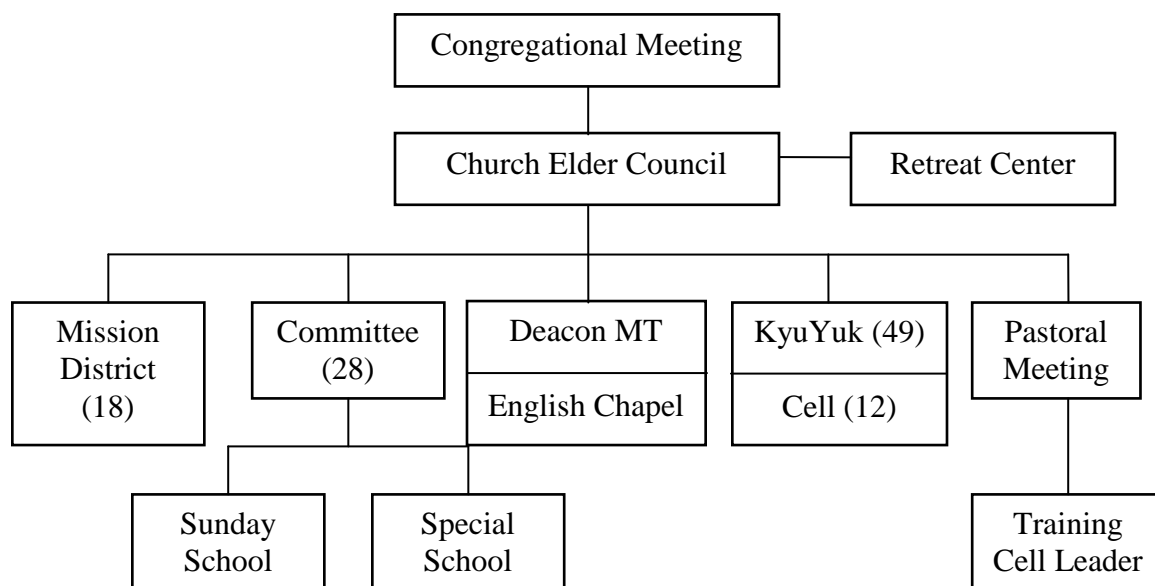 Congregational Meeting
Church Elder Council
Retreat Center
Mission
District
(18)
Committee
(28)
Deacon MT
English Chapel
KyuYuk (49)
Cell (12)
Pastoral
Meeting
Sunday
School
Special
School
Training
Cell Leader